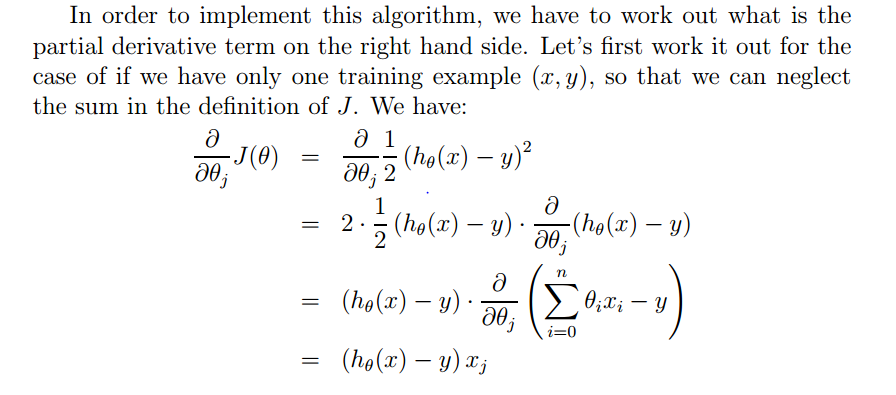 In order to implement this algorithm, we have to work out what is the
partial derivative term on the right hand side. Let's first work it out for the
case of if we have only one training example (x, y), so that we can neglect
the sum in the definition of J. We have:
∂/∂θ_j J(θ) = ∂/∂θ_j 1/2 (h_θ(x) − y)²
= 2 · 1/2 (h_θ(x) − y) · ∂/∂θ_j (h_θ(x) − y)
= (h_θ(x) − y) · ∂/∂θ_j (∑_{i=0}^{n} θ_i x_i − y)
= (h_θ(x) − y) x_j